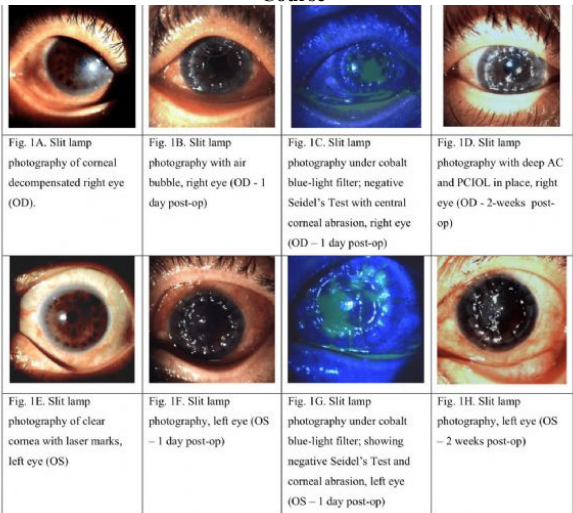 Course
Fig. 1A. Slit lamp
photography of corneal
decompensated right eye
(OD).
Fig. 1B. Slit lamp
photography with air
bubble, right eye (OD - 1
day post-op)
Fig. 1C. Slit lamp
photography under cobalt
blue-light filter; negative
Seidel's Test with central
corneal abrasion, right eye
(OD – 1 day post-op)
Fig. 1D. Slit lamp
photography with deep AC
and PCIOL in place, right
eye (OD - 2-weeks post-
op)
Fig. 1E. Slit lamp
photography of clear
cornea with laser marks,
left eye (OS)
Fig. 1F. Slit lamp
photography, left eye (OS
– 1 day post-op)
Fig. 1G. Slit lamp
photography under cobalt
blue-light filter; showing
negative Seidel's Test and
corneal abrasion, left eye
(OS – 1 day post-op)
Fig. 1H. Slit lamp
photography, left eye (OS
– 2 weeks post-op)